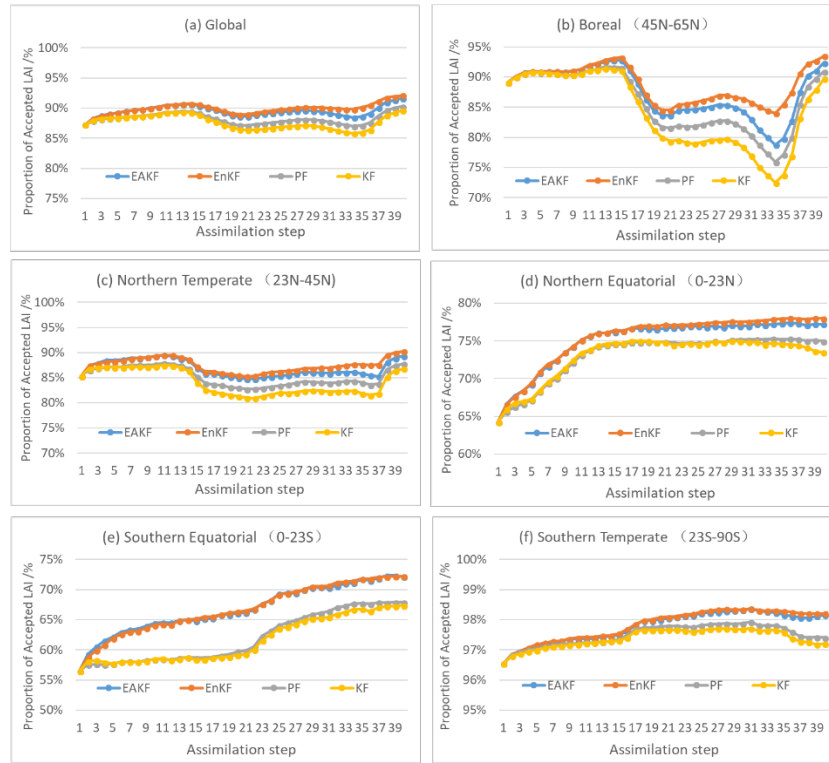 (a) Global
Proportion of Accepted LAI /%
100%
95%
90%
85%
80%
75%
EAKF EnKF PF KF
1 3 5 7 9 11 13 15 17 19 21 23 25 27 29 31 33 35 37 39
Assimilation step
(b) Boreal （45N-65N）
Proportion of Accepted LAI /%
95%
90%
85%
80%
75%
70%
EAKF EnKF PF KF
1 3 5 7 9 11 13 15 17 19 21 23 25 27 29 31 33 35 37 39
Assimilation step
(c) Northern Temperate （23N-45N)
Proportion of Accepted LAI /%
100%
95%
90%
85%
80%
75%
70%
EAKF EnKF PF KF
1 3 5 7 9 11 13 15 17 19 21 23 25 27 29 31 33 35 37 39
Assimilation step
(d) Northern Equatorial (0-23N)
Proportion of Accepted LAI /%
80%
75%
70%
65%
60%
EAKF EnKF PF KF
1 3 5 7 9 11 13 15 17 19 21 23 25 27 29 31 33 35 37 39
Assimilation step
(e) Southern Equatorial （0-23S）
Proportion of Accepted LAI /%
75%
70%
65%
60%
55%
50%
EAKF EnKF PF KF
1 3 5 7 9 11 13 15 17 19 21 23 25 27 29 31 33 35 37 39
Assimilation step
(f) Southern Temperate （23S-90S）
Proportion of Accepted LAI /%
100%
99%
98%
97%
96%
95%
EAKF EnKF PF KF
1 3 5 7 9 11 13 15 17 19 21 23 25 27 29 31 33 35 37 39
Assimilation step